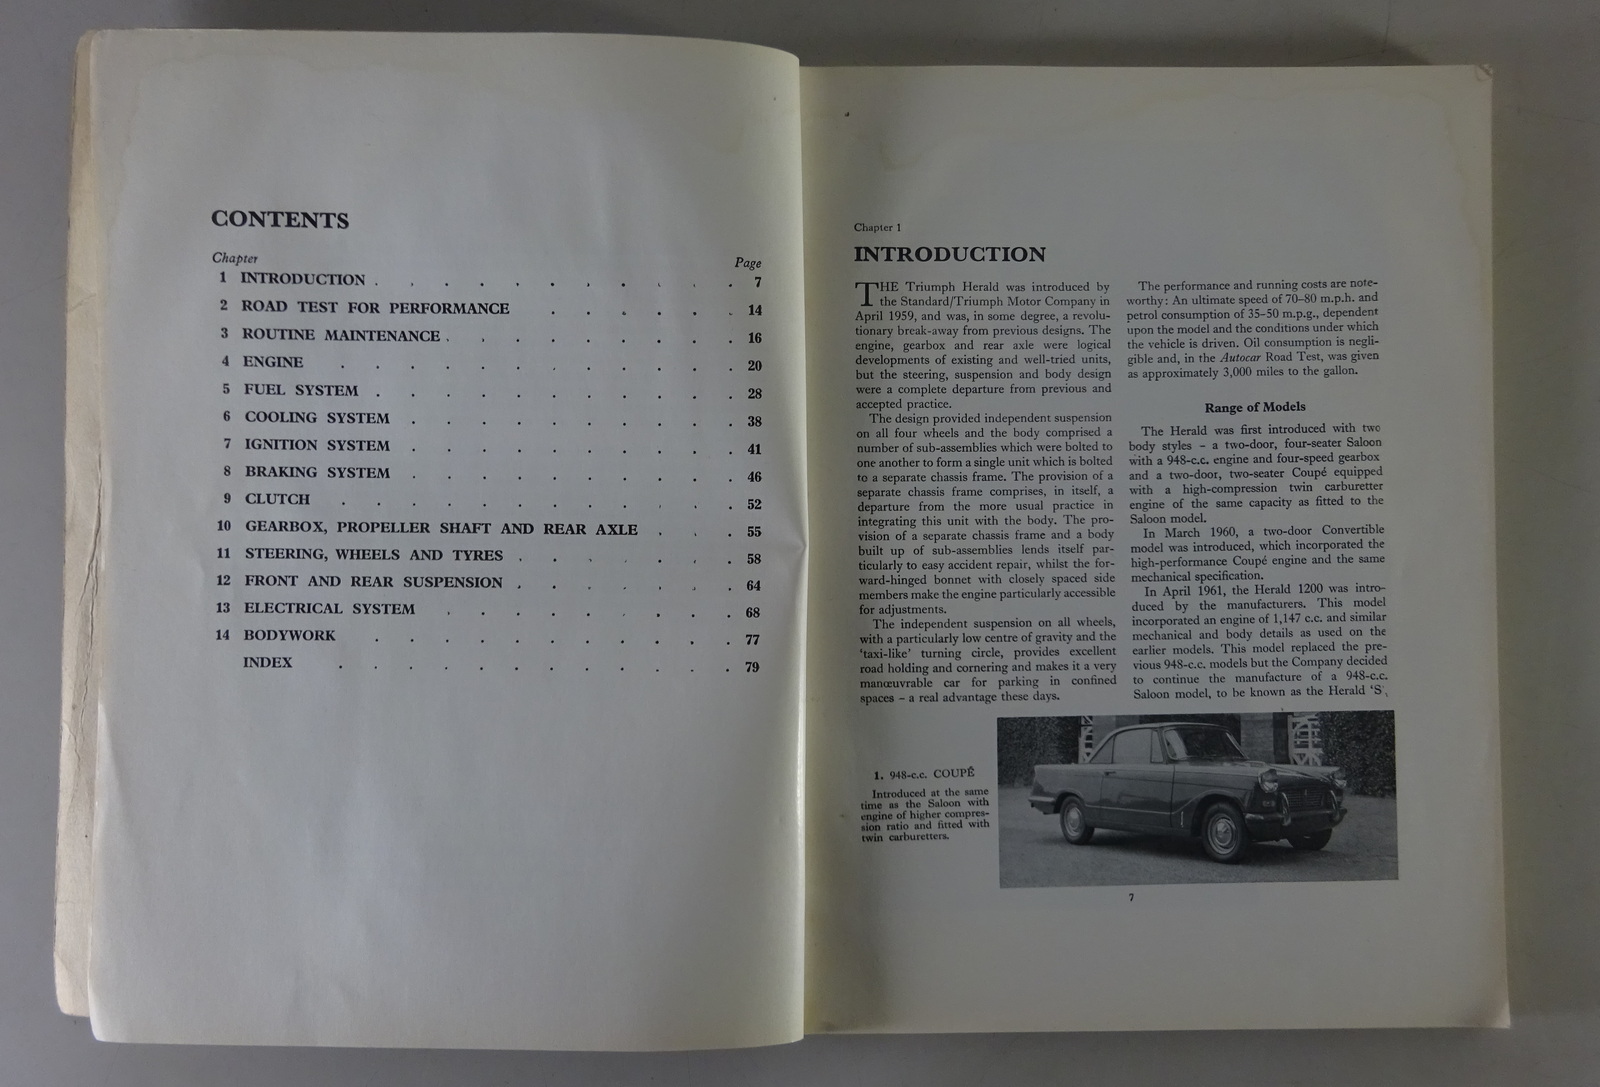 CONTENTS
Chapter Page
1 INTRODUCTION . . . . . . . . . . . 7
2 ROAD TEST FOR PERFORMANCE . . . . . . 14
3 ROUTINE MAINTENANCE . . . . . . . . . 16
4 ENGINE . . . . . . . . . . . . 20
5 FUEL SYSTEM . . . . . . . . . . . 28
6 COOLING SYSTEM . . . . . . . . . . 38
7 IGNITION SYSTEM . . . . . . . . . . 41
8 BRAKING SYSTEM . . . . . . . . . . 46
9 CLUTCH . . . . . . . . . . . . 52
10 GEARBOX, PROPELLER SHAFT AND REAR AXLE . . . 55
11 STEERING, WHEELS AND TYRES . . . . . . . 58
12 FRONT AND REAR SUSPENSION . . . . . . . 64
13 ELECTRICAL SYSTEM . . . . . . . . . 68
14 BODYWORK . . . . . . . . . . . 77
INDEX . . . . . . . . . . . . 79
Chapter 1
INTRODUCTION
THE Triumph Herald was introduced by
the Standard/Triumph Motor Company in
April 1959, and was, in some degree, a revolu-
tionary break-away from previous designs. The
engine, gearbox and rear axle were logical
developments of existing and well-tried units,
but the steering, suspension and body design
were a complete departure from previous and
accepted practice.
The design provided independent suspension
on all four wheels and the body comprised a
number of sub-assemblies which were bolted to
one another to form a single unit which is bolted
to a separate chassis frame. The provision of a
separate chassis frame comprises, in itself, a
departure from the more usual practice in
integrating this unit with the body. The pro-
vision of a separate chassis frame and a body
built up of sub-assemblies lends itself par-
ticularly to easy accident repair, whilst the for-
ward-hinged bonnet with closely spaced side
members make the engine particularly accessible
for adjustments.
The independent suspension on all wheels,
with a particularly low centre of gravity and the
'taxi-like' turning circle, provides excellent
road holding and cornering and makes it a very
manœuvrable car for parking in confined
spaces – a real advantage these days.
The performance and running costs are note-
worthy: An ultimate speed of 70–80 m.p.h. and
petrol consumption of 35–50 m.p.g., dependent
upon the model and the conditions under which
the vehicle is driven. Oil consumption is negli-
gible and, in the Autocar Road Test, was given
as approximately 3,000 miles to the gallon.
Range of Models
The Herald was first introduced with two
body styles – a two-door, four-seater Saloon
with a 948-c.c. engine and four-speed gearbox
and a two-door, two-seater Coupé equipped
with a high-compression twin carburetter
engine of the same capacity as fitted to the
Saloon model.
In March 1960, a two-door Convertible
model was introduced, which incorporated the
high-performance Coupé engine and the same
mechanical specification.
In April 1961, the Herald 1200 was intro-
duced by the manufacturers. This model
incorporated an engine of 1,147 c.c. and similar
mechanical and body details as used on the
earlier models. This model replaced the pre-
vious 948-c.c. models but the Company decided
to continue the manufacture of a 948-c.c.
Saloon model, to be known as the Herald 'S',
1. 948-c.c. COUPÉ
Introduced at the same
time as the Saloon with
engine of higher compres-
sion ratio and fitted with
twin carburetters.
7